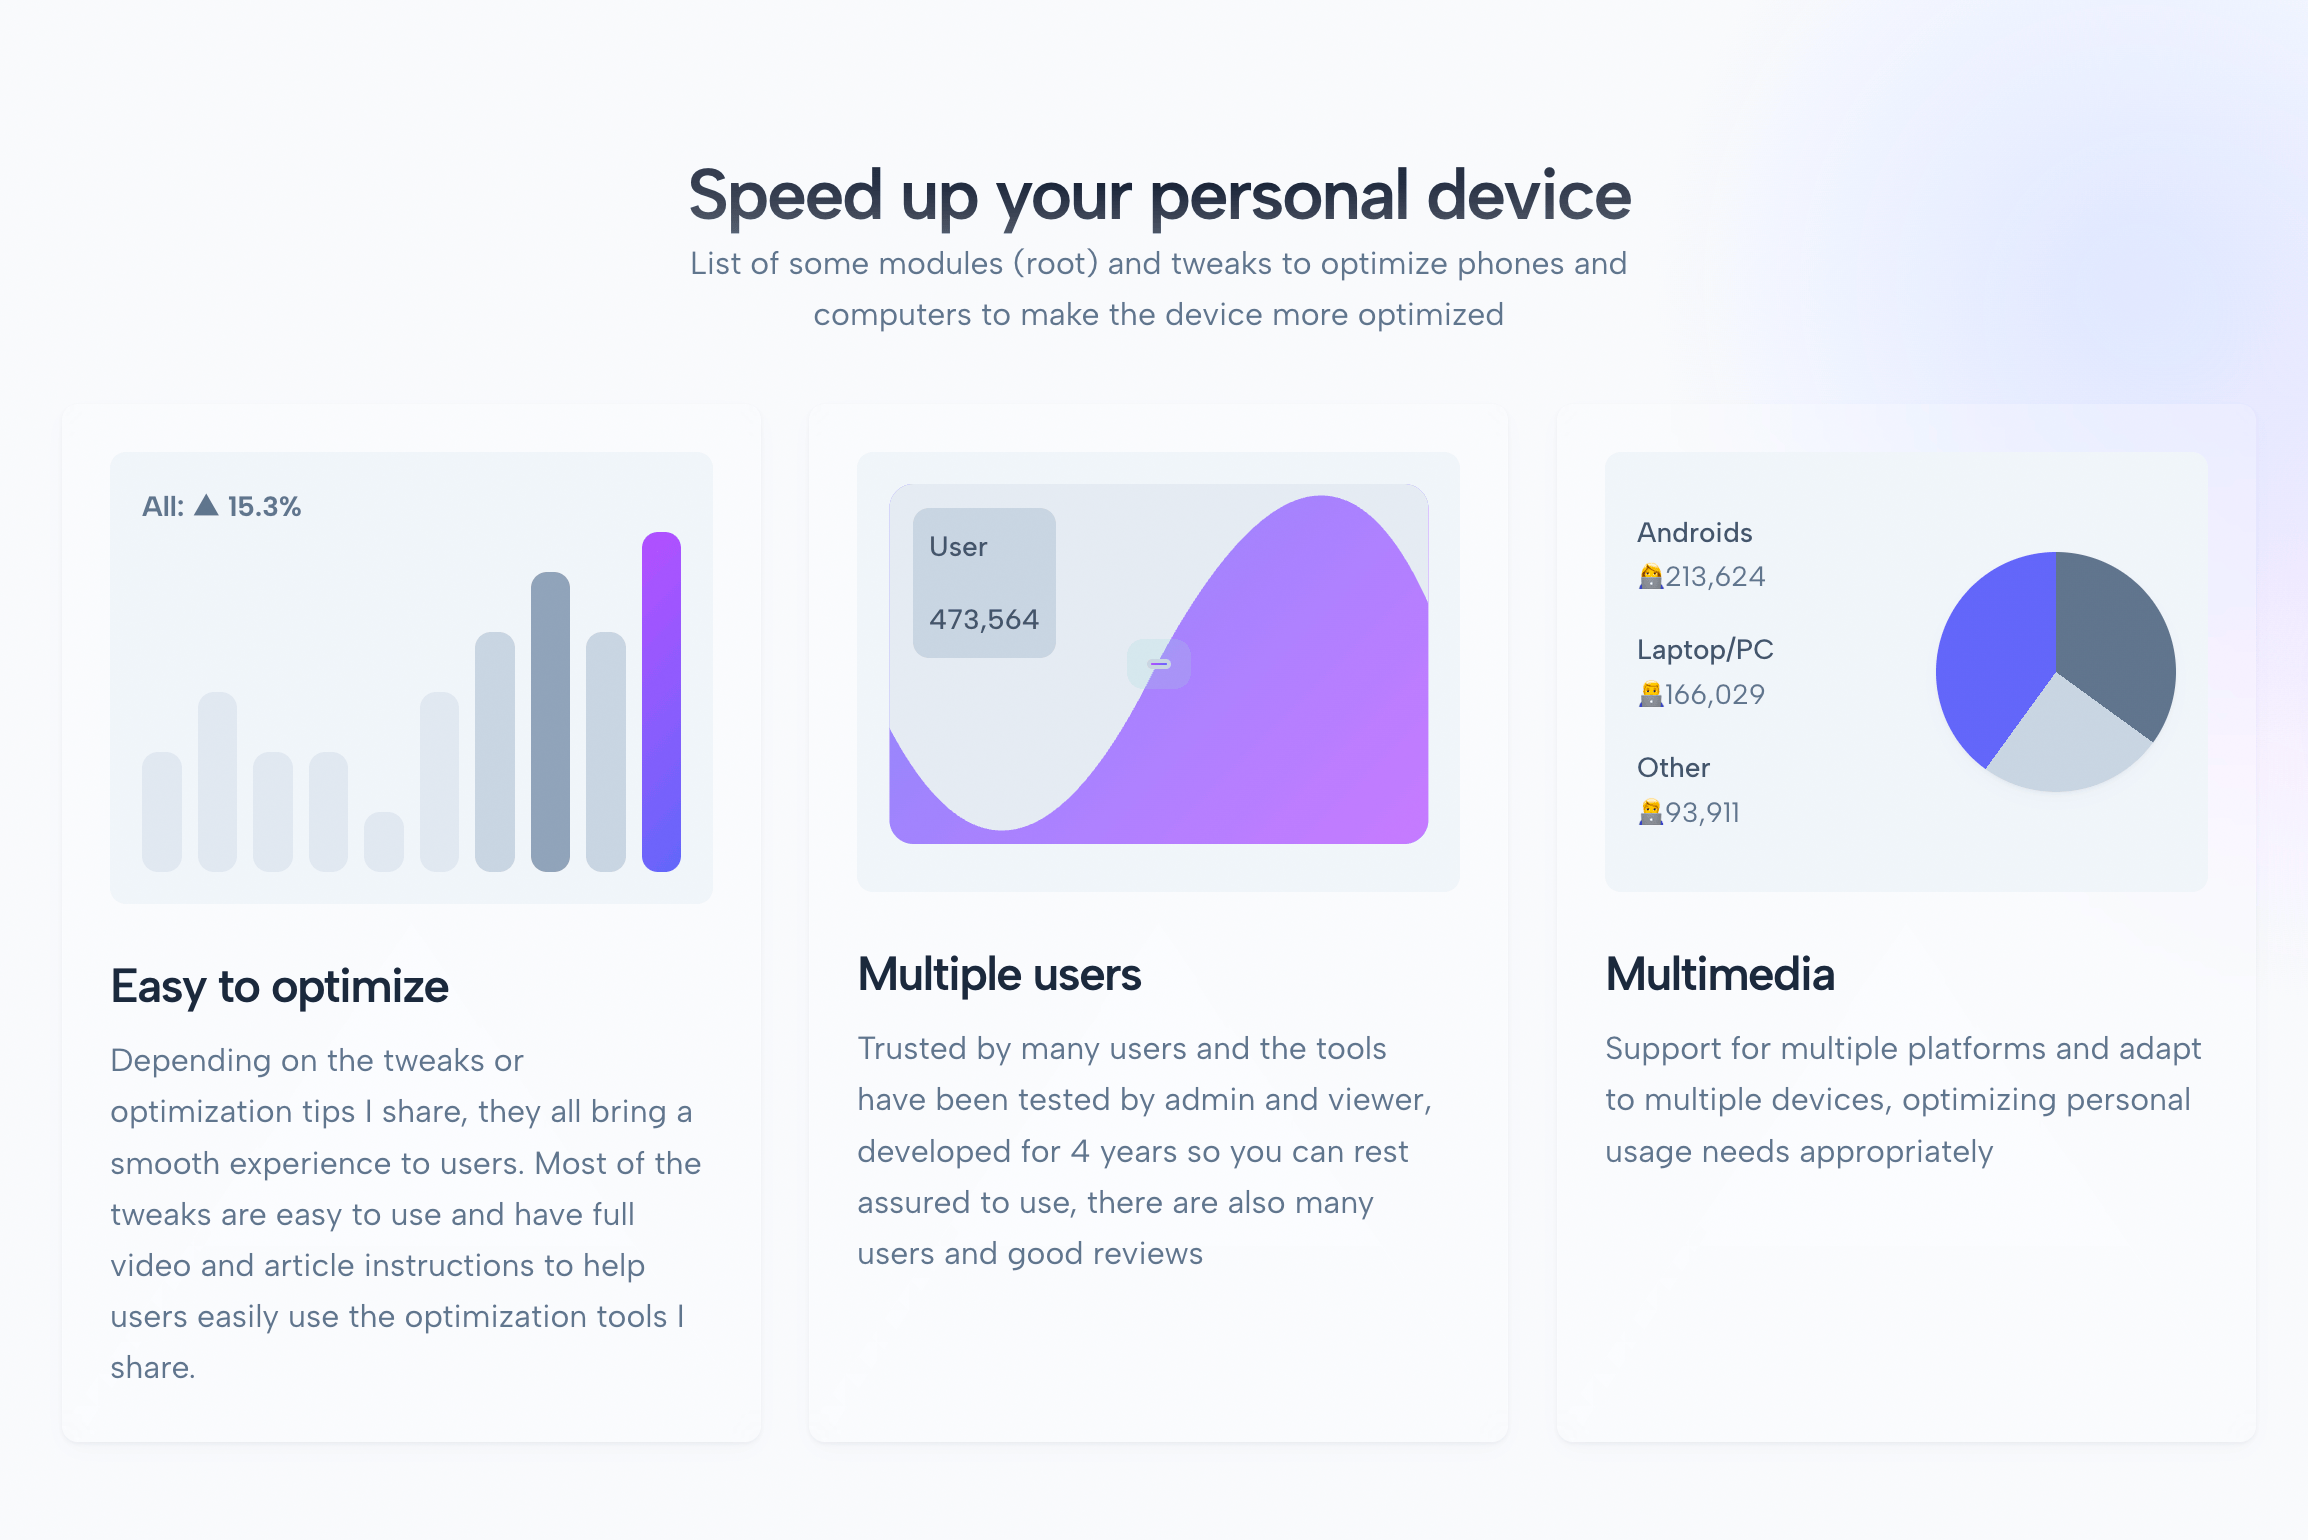 Speed up your personal device
List of some modules (root) and tweaks to optimize phones and
computers to make the device more optimized
All: ▲ 15.3%
Easy to optimize
Depending on the tweaks or
optimization tips I share, they all bring a
smooth experience to users. Most of the
tweaks are easy to use and have full
video and article instructions to help
users easily use the optimization tools I
share.
User
473,564
Multiple users
Trusted by many users and the tools
have been tested by admin and viewer,
developed for 4 years so you can rest
assured to use, there are also many
users and good reviews
Androids
213,624
Laptop/PC
166,029
Other
93,911
Multimedia
Support for multiple platforms and adapt
to multiple devices, optimizing personal
usage needs appropriately